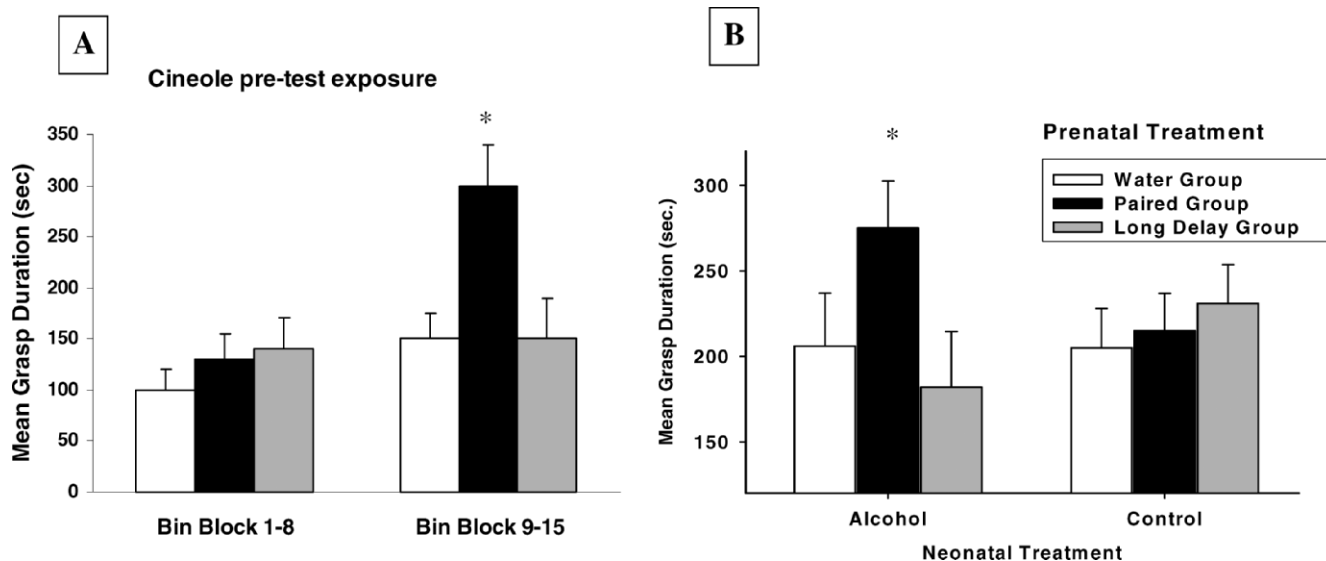 A
Cineole pre-test exposure
*
Mean Grasp Duration (sec)
350
300
250
200
150
100
50
0
Bin Block 1-8
Bin Block 9-15
B
*
Prenatal Treatment
Water Group
Paired Group
Long Delay Group
Mean Grasp Duration (sec.)
300
250
200
150
Alcohol
Control
Neonatal Treatment